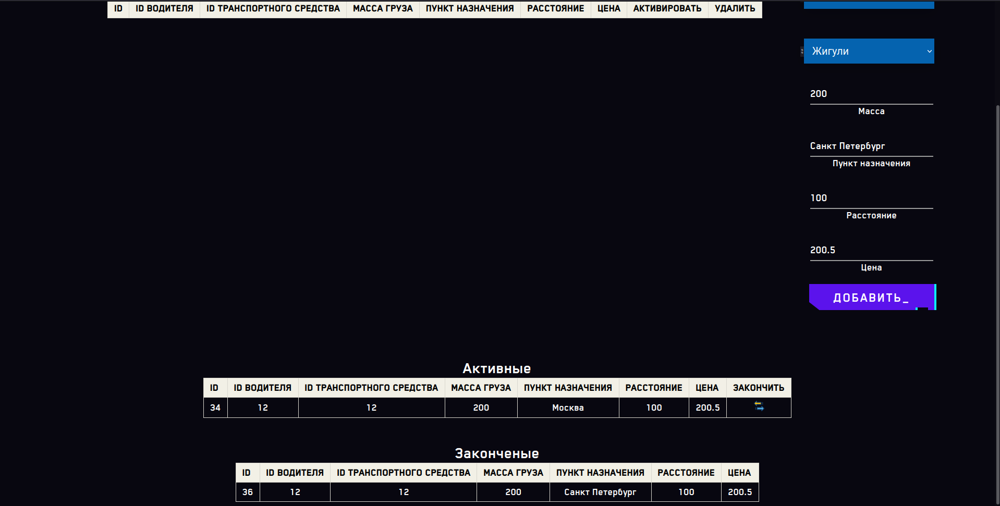 ID ID ВОДИТЕЛЯ ID ТРАНСПОРТНОГО СРЕДСТВА МАССА ГРУЗА ПУНКТ НАЗНАЧЕНИЯ РАССТОЯНИЕ ЦЕНА АКТИВИРОВАТЬ УДАЛИТЬ
Жигули
200
Масса
Санкт Петербург
Пункт назначения
100
Расстояние
200.5
Цена
ДОБАВИТЬ_
Активные
ID ID ВОДИТЕЛЯ ID ТРАНСПОРТНОГО СРЕДСТВА МАССА ГРУЗА ПУНКТ НАЗНАЧЕНИЯ РАССТОЯНИЕ ЦЕНА ЗАКОНЧИТЬ
34 12 12 200 Москва 100 200.5
Законченые
ID ID ВОДИТЕЛЯ ID ТРАНСПОРТНОГО СРЕДСТВА МАССА ГРУЗА ПУНКТ НАЗНАЧЕНИЯ РАССТОЯНИЕ ЦЕНА
36 12 12 200 Санкт Петербург 100 200.5